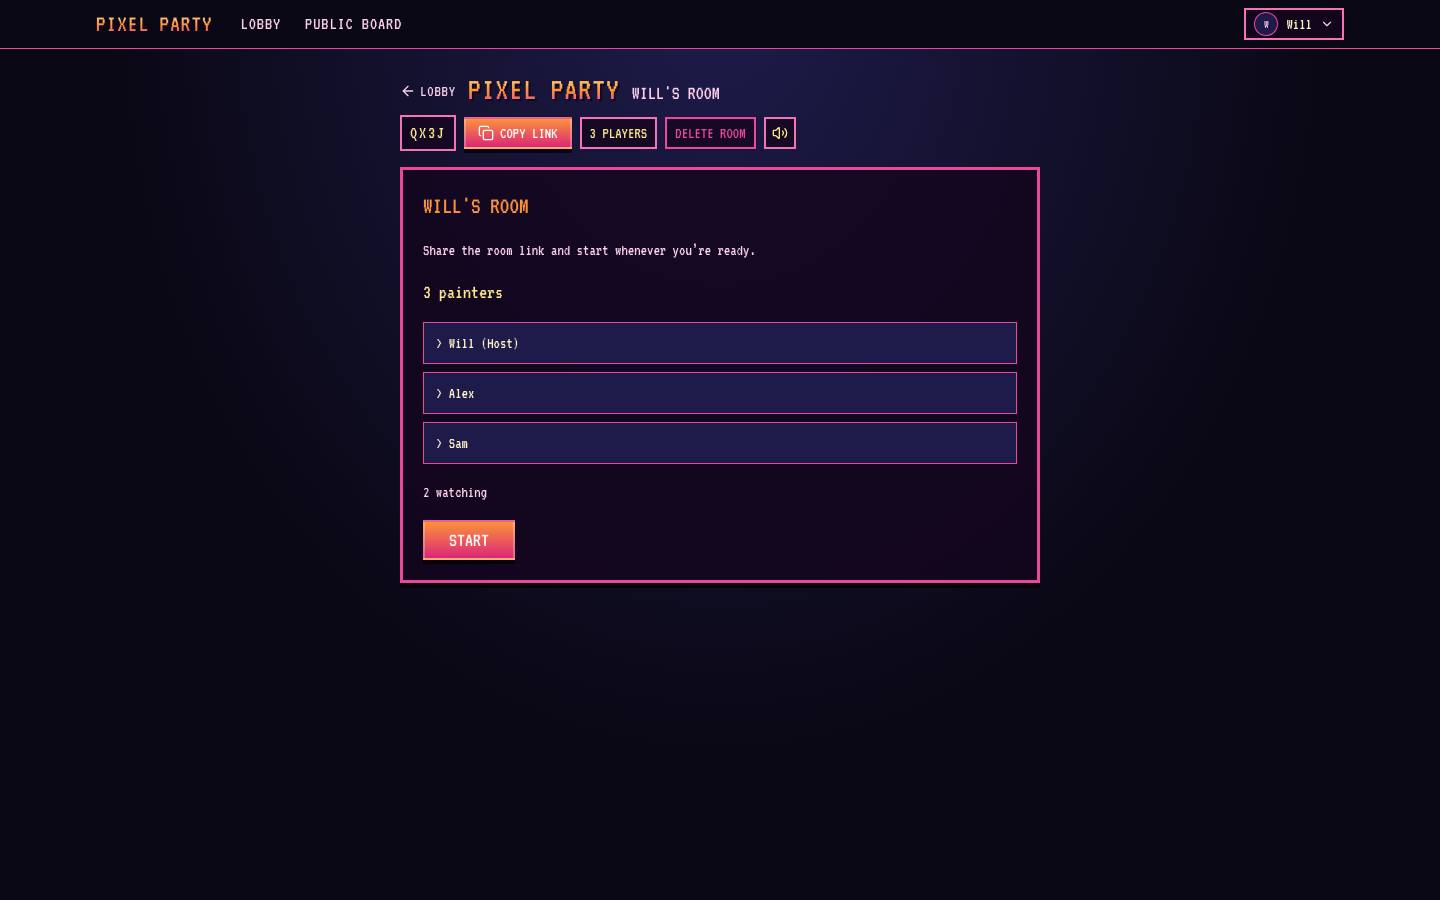 PIXEL PARTY LOBBY PUBLIC BOARD W Will
LOBBY PIXEL PARTY WILL'S ROOM
QX3J COPY LINK 3 PLAYERS DELETE ROOM
WILL'S ROOM
Share the room link and start whenever you're ready.
3 painters
> Will (Host)
> Alex
> Sam
2 watching
START